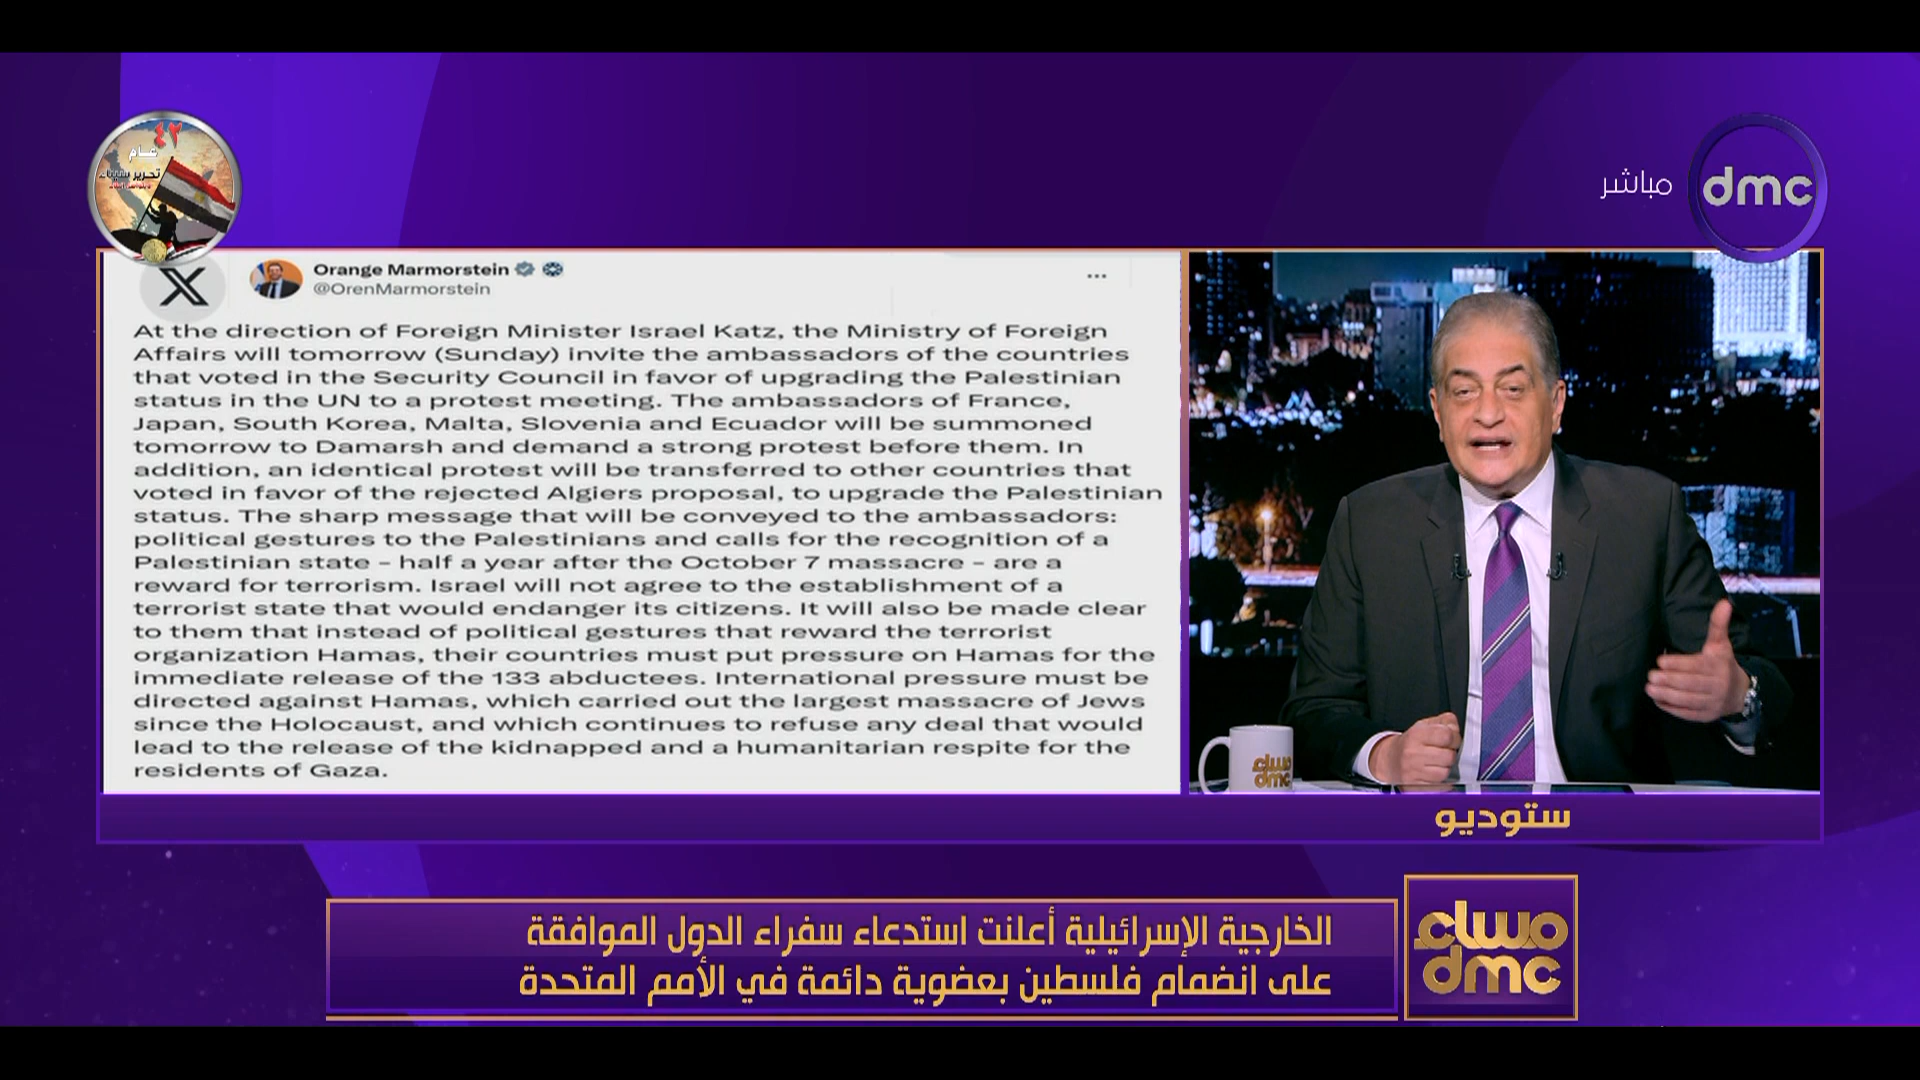 ٤٢
عام
تحرير سيناء
مباشر
dmc
X
Orange Marmorstein
@OrenMarmorstein
...
At the direction of Foreign Minister Israel Katz, the Ministry of Foreign
Affairs will tomorrow (Sunday) invite the ambassadors of the countries
that voted in the Security Council in favor of upgrading the Palestinian
status in the UN to a protest meeting. The ambassadors of France,
Japan, South Korea, Malta, Slovenia and Ecuador will be summoned
tomorrow to Damarsh and demand a strong protest before them. In
addition, an identical protest will be transferred to other countries that
voted in favor of the rejected Algiers proposal, to upgrade the Palestinian
status. The sharp message that will be conveyed to the ambassadors:
political gestures to the Palestinians and calls for the recognition of a
Palestinian state – half a year after the October 7 massacre – are a
reward for terrorism. Israel will not agree to the establishment of a
terrorist state that would endanger its citizens. It will also be made clear
to them that instead of political gestures that reward the terrorist
organization Hamas, their countries must put pressure on Hamas for the
immediate release of the 133 abductees. International pressure must be
directed against Hamas, which carried out the largest massacre of Jews
since the Holocaust, and which continues to refuse any deal that would
lead to the release of the kidnapped and a humanitarian respite for the
residents of Gaza.
مساء
dmc
ستوديو
الخارجية الإسرائيلية أعلنت استدعاء سفراء الدول الموافقة
على انضمام فلسطين بعضوية دائمة في الأمم المتحدة
مساء
dmc